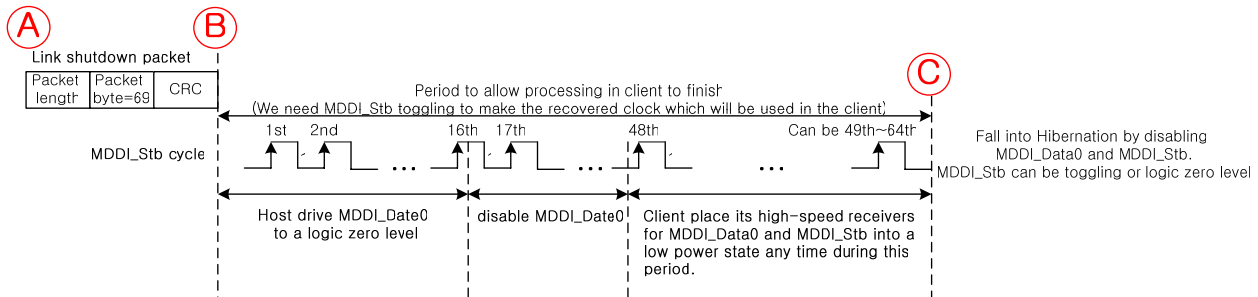 A
B
C
Link shutdown packet
Packet length
Packet byte=69
CRC
Period to allow processing in client to finish
(We need MDDI_Stb toggling to make the recovered clock which will be used in the client)
1st
2nd
16th
17th
48th
Can be 49th~64th
MDDI_Stb cycle
Fall into Hibernation by disabling
MDDI_Data0 and MDDI_Stb.
MDDI_Stb can be toggling or logic zero level
Host drive MDDI_Date0
to a logic zero level
disable MDDI_Date0
Client place its high-speed receivers
for MDDI_Data0 and MDDI_Stb into a
low power state any time during this
period.